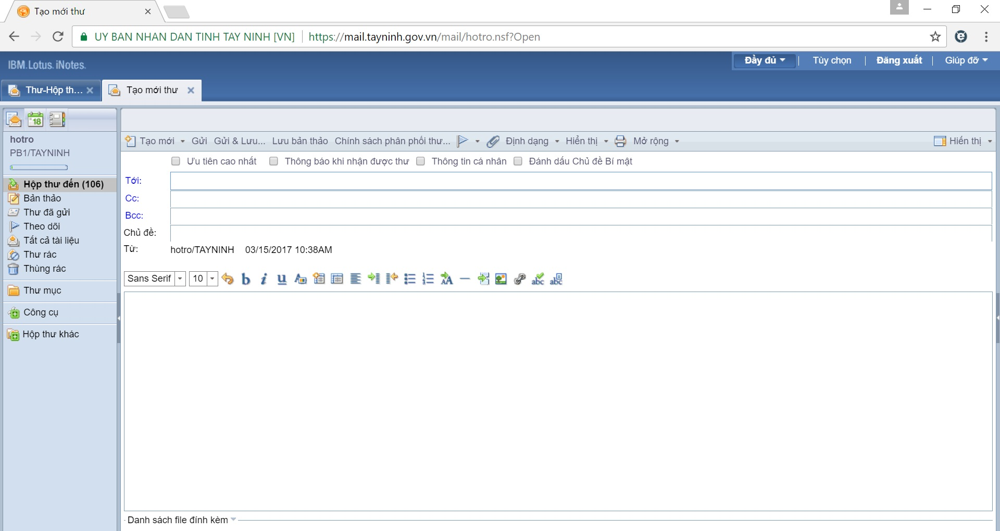 Tạo mới thư
UY BAN NHAN DAN TINH TAY NINH [VN] https://mail.tayninh.gov.vn/mail/hotro.nsf?Open
IBM.Lotus.iNotes.
Đầy đủ Tùy chọn Đăng xuất Giúp đỡ
Thư-Hộp th... Tạo mới thư
18
hotro
PB1/TAYNINH
Tạo mới Gửi Gửi & Lưu... Lưu bản thảo Chính sách phân phối thư... Định dạng Hiển thị Mở rộng Hiến thị
Ưu tiên cao nhất Thông báo khi nhận được thư Thông tin cá nhân Đánh dấu Chủ đề Bí mật
Hộp thư đến (106)
Bản thảo
Thư đã gửi
Theo dõi
Tất cả tài liệu
Thư rác
Thùng rác
Thư mục
Công cụ
Hộp thư khác
Tới:
Cc:
Bcc:
Chủ đề:
Từ: hotro/TAYNINH 03/15/2017 10:38AM
Sans Serif 10 b i u A AA abc abc
Danh sách file đính kèm